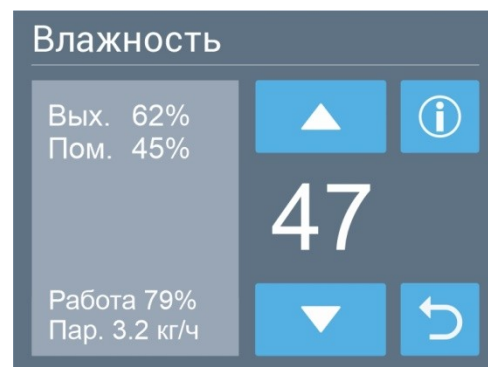 Влажность
Вых. 62%
Пом. 45%
47
Работа 79%
Пар. 3.2 кг/ч